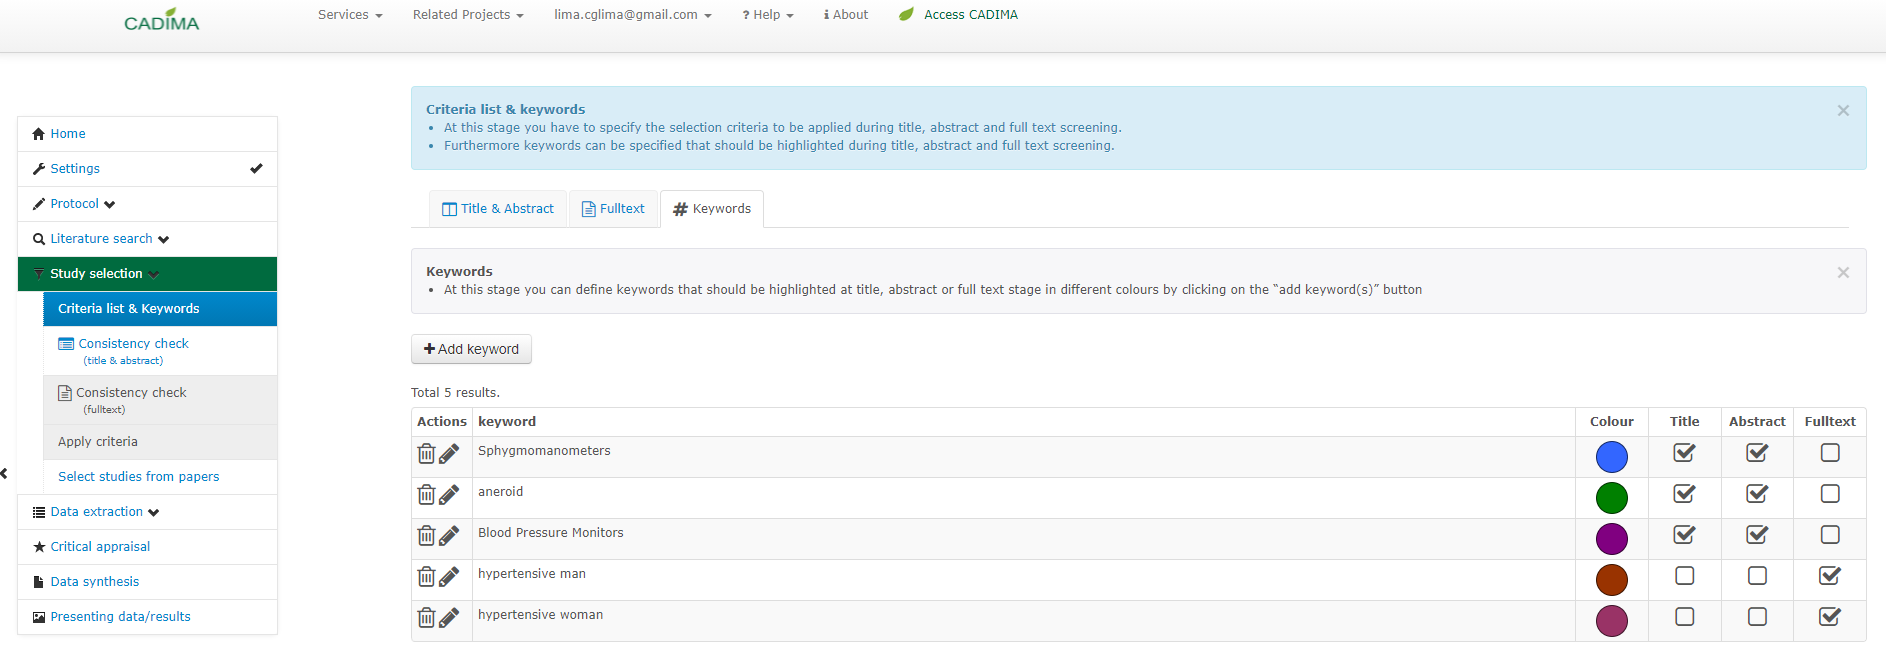 CADIMA
Services
Related Projects
lima.cglima@gmail.com
? Help
i About
Access CADIMA
Home
Settings
Protocol
Literature search
Study selection
Criteria list & Keywords
Consistency check
(title & abstract)
Consistency check
(fulltext)
Apply criteria
Select studies from papers
Data extraction
Critical appraisal
Data synthesis
Presenting data/results
Criteria list & keywords
• At this stage you have to specify the selection criteria to be applied during title, abstract and full text screening.
• Furthermore keywords can be specified that should be highlighted during title, abstract and full text screening.
×
Title & Abstract
Fulltext
# Keywords
Keywords
• At this stage you can define keywords that should be highlighted at title, abstract or full text stage in different colours by clicking on the “add keyword(s)” button
×
+ Add keyword
Total 5 results.
Actions keyword Colour Title Abstract Fulltext
Sphygmomanometers
aneroid
Blood Pressure Monitors
hypertensive man
hypertensive woman